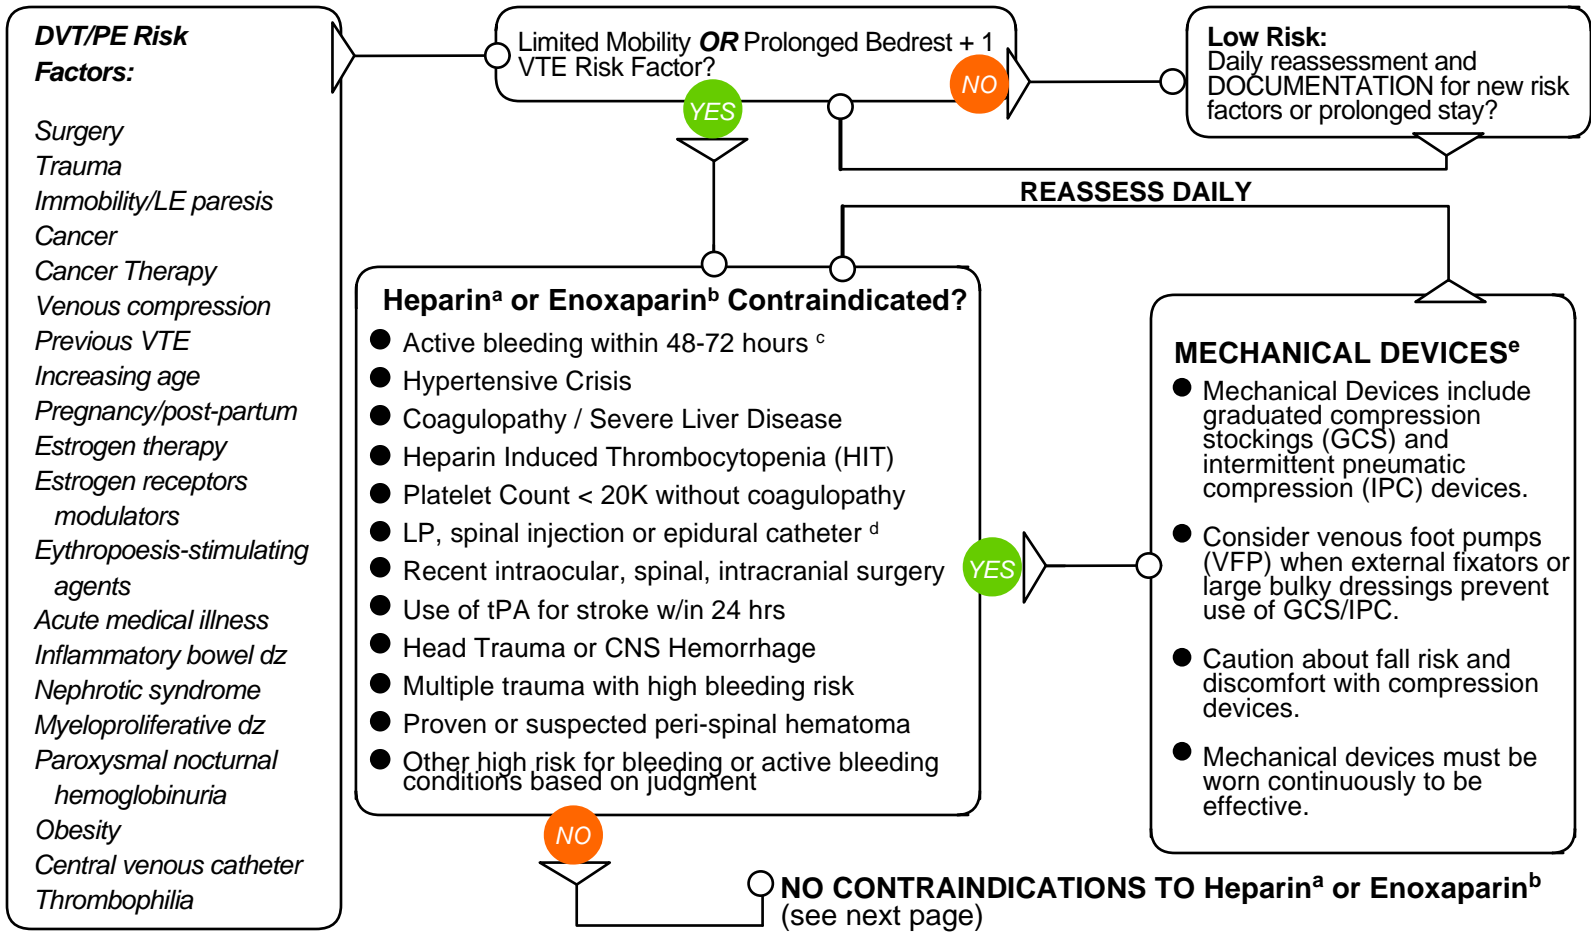 DVT/PE Risk
Factors:
Surgery
Trauma
Immobility/LE paresis
Cancer
Cancer Therapy
Venous compression
Previous VTE
Increasing age
Pregnancy/post-partum
Estrogen therapy
Estrogen receptors
modulators
Eythropoesis-stimulating
agents
Acute medical illness
Inflammatory bowel dz
Nephrotic syndrome
Myeloproliferative dz
Paroxysmal nocturnal
hemoglobinuria
Obesity
Central venous catheter
Thrombophilia
Limited Mobility OR Prolonged Bedrest + 1
VTE Risk Factor?
YES
NO
Low Risk:
Daily reassessment and
DOCUMENTATION for new risk
factors or prolonged stay?
REASSESS DAILY
Heparinᵃ or Enoxaparinᵇ Contraindicated?
● Active bleeding within 48-72 hours ᶜ
● Hypertensive Crisis
● Coagulopathy / Severe Liver Disease
● Heparin Induced Thrombocytopenia (HIT)
● Platelet Count < 20K without coagulopathy
● LP, spinal injection or epidural catheter ᵈ
● Recent intraocular, spinal, intracranial surgery
● Use of tPA for stroke w/in 24 hrs
● Head Trauma or CNS Hemorrhage
● Multiple trauma with high bleeding risk
● Proven or suspected peri-spinal hematoma
● Other high risk for bleeding or active bleeding
conditions based on judgment
YES
NO
MECHANICAL DEVICESᵉ
● Mechanical Devices include
graduated compression
stockings (GCS) and
intermittent pneumatic
compression (IPC) devices.
● Consider venous foot pumps
(VFP) when external fixators or
large bulky dressings prevent
use of GCS/IPC.
● Caution about fall risk and
discomfort with compression
devices.
● Mechanical devices must be
worn continuously to be
effective.
NO CONTRAINDICATIONS TO Heparinᵃ or Enoxaparinᵇ
(see next page)